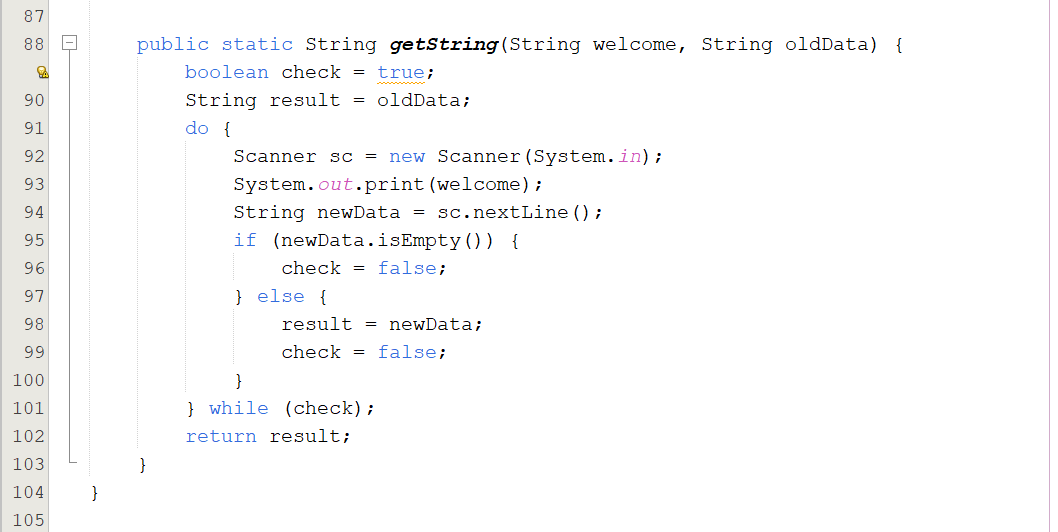 87
88 public static String getString(String welcome, String oldData) {
boolean check = true;
90 String result = oldData;
91 do {
92 Scanner sc = new Scanner(System.in);
93 System.out.print(welcome);
94 String newData = sc.nextLine();
95 if (newData.isEmpty()) {
96 check = false;
97 } else {
98 result = newData;
99 check = false;
100 }
101 } while (check);
102 return result;
103 }
104 }
105